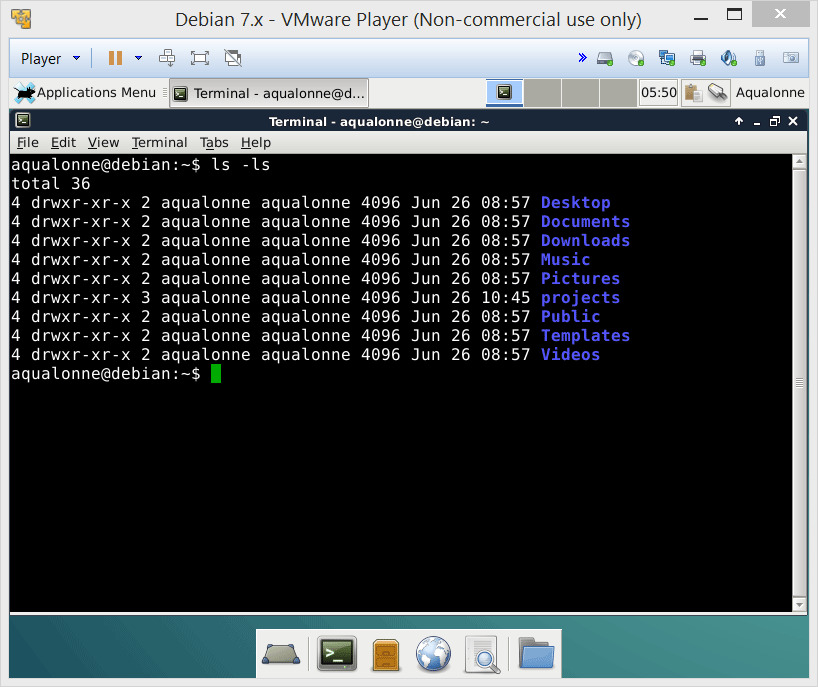 Debian 7.x - VMware Player (Non-commercial use only)
Player
Applications Menu Terminal - aqualonne@d... 05:50 Aqualonne
Terminal - aqualonne@debian: ~
File Edit View Terminal Tabs Help
aqualonne@debian:~$ ls -ls
total 36
4 drwxr-xr-x 2 aqualonne aqualonne 4096 Jun 26 08:57 Desktop
4 drwxr-xr-x 2 aqualonne aqualonne 4096 Jun 26 08:57 Documents
4 drwxr-xr-x 2 aqualonne aqualonne 4096 Jun 26 08:57 Downloads
4 drwxr-xr-x 2 aqualonne aqualonne 4096 Jun 26 08:57 Music
4 drwxr-xr-x 2 aqualonne aqualonne 4096 Jun 26 08:57 Pictures
4 drwxr-xr-x 3 aqualonne aqualonne 4096 Jun 26 10:45 projects
4 drwxr-xr-x 2 aqualonne aqualonne 4096 Jun 26 08:57 Public
4 drwxr-xr-x 2 aqualonne aqualonne 4096 Jun 26 08:57 Templates
4 drwxr-xr-x 2 aqualonne aqualonne 4096 Jun 26 08:57 Videos
aqualonne@debian:~$